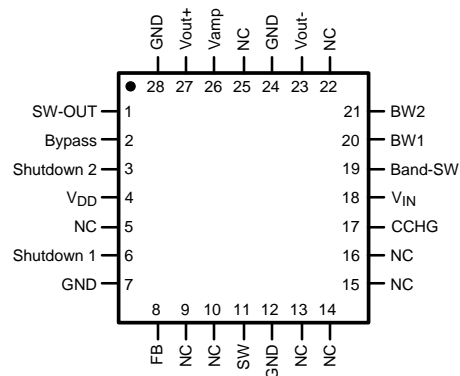 GND Vout+ Vamp NC GND Vout- NC
28 27 26 25 24 23 22
SW-OUT 1 21 BW2
Bypass 2 20 BW1
Shutdown 2 3 19 Band-SW
VDD 4 18 VIN
NC 5 17 CCHG
Shutdown 1 6 16 NC
GND 7 15 NC
8 9 10 11 12 13 14
FB NC NC SW GND NC NC